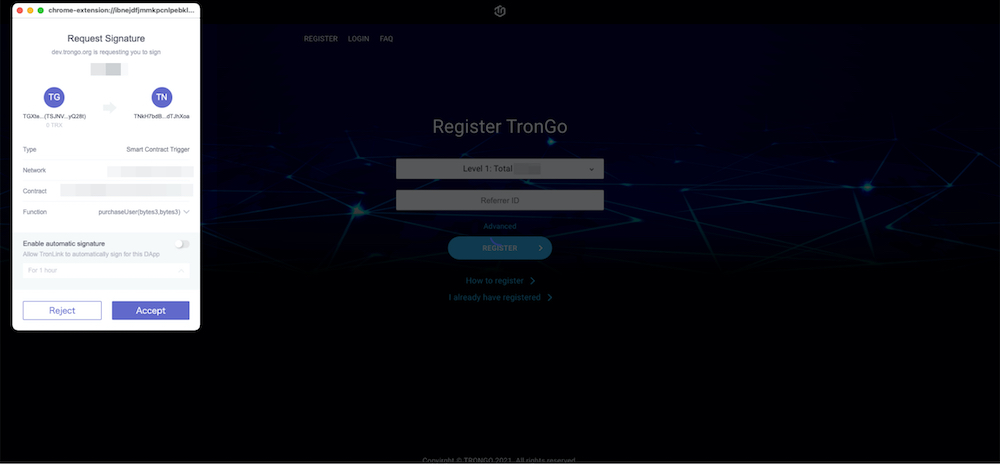 chrome-extension://ibnejdfjmmkpcnlpebkl...
Request Signature
dev.trongo.org is requesting you to sign
TG
TN
TGXte...(TSJNV...yQ28t)
TNkH7bdB...dTJhXoa
0 TRX
Type
Smart Contract Trigger
Network
Contract
Function
purchaseUser(bytes3,bytes3)
Enable automatic signature
Allow TronLink to automatically sign for this DApp
For 1 hour
Reject
Accept
REGISTER
LOGIN
FAQ
Register TronGo
Level 1: Total
Referrer ID
Advanced
REGISTER
How to register
I already have registered
Copyright © TRONGO 2021. All rights reserved